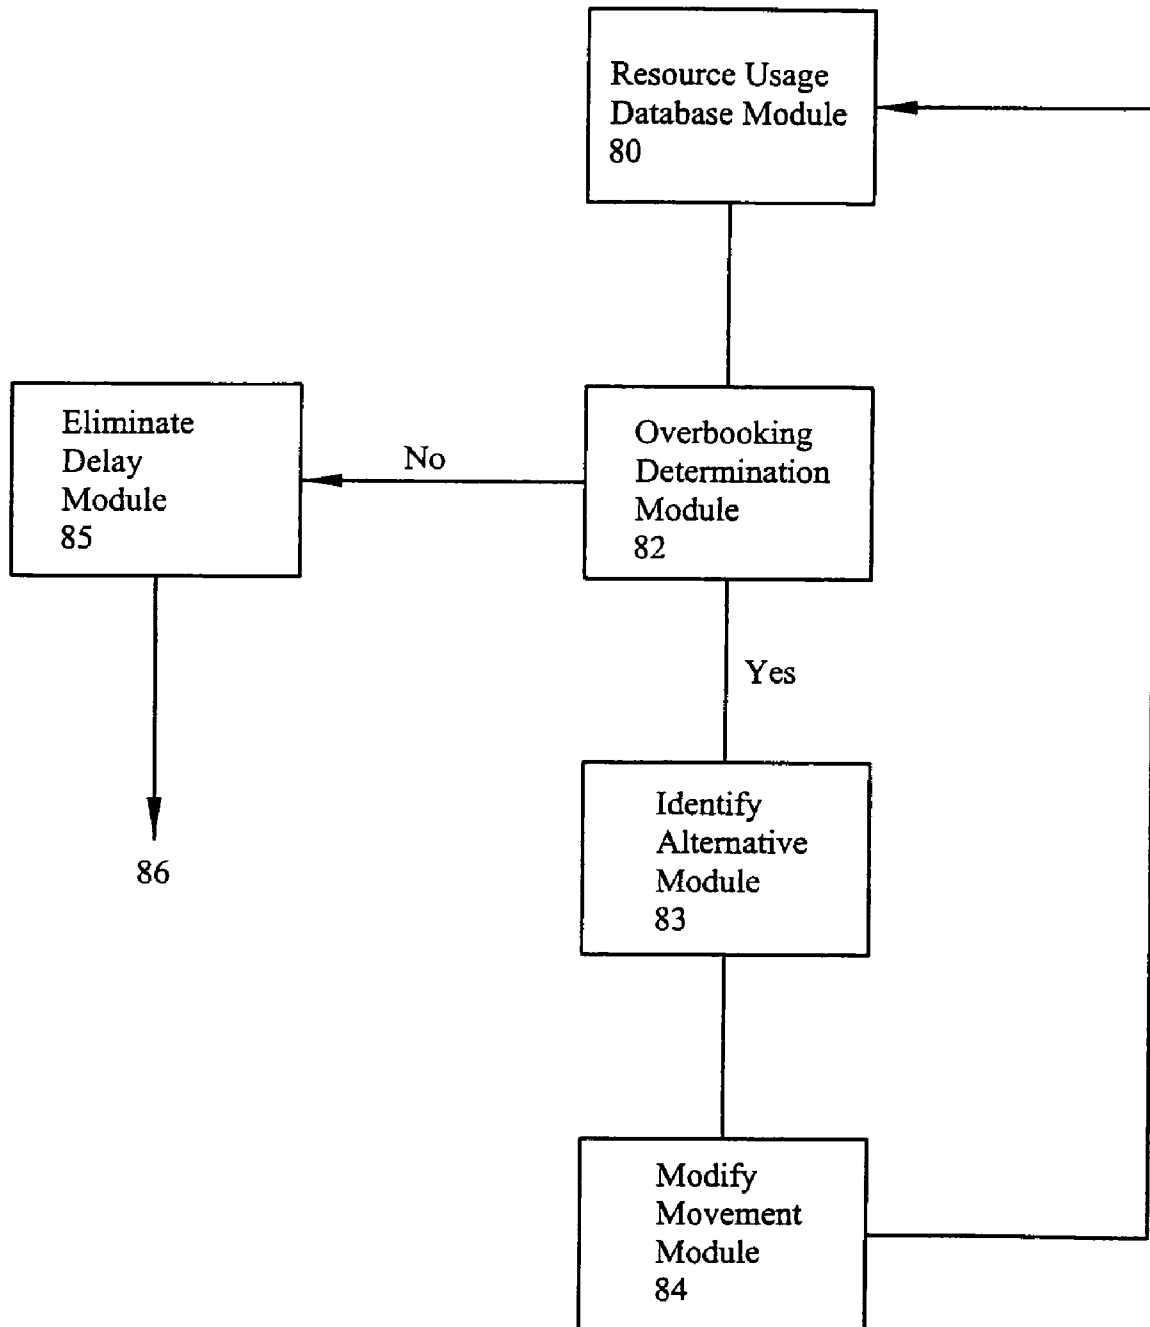 Resource Usage
Database Module
80
Eliminate
Delay
Module
85
No
Overbooking
Determination
Module
82
Yes
86
Identify
Alternative
Module
83
Modify
Movement
Module
84